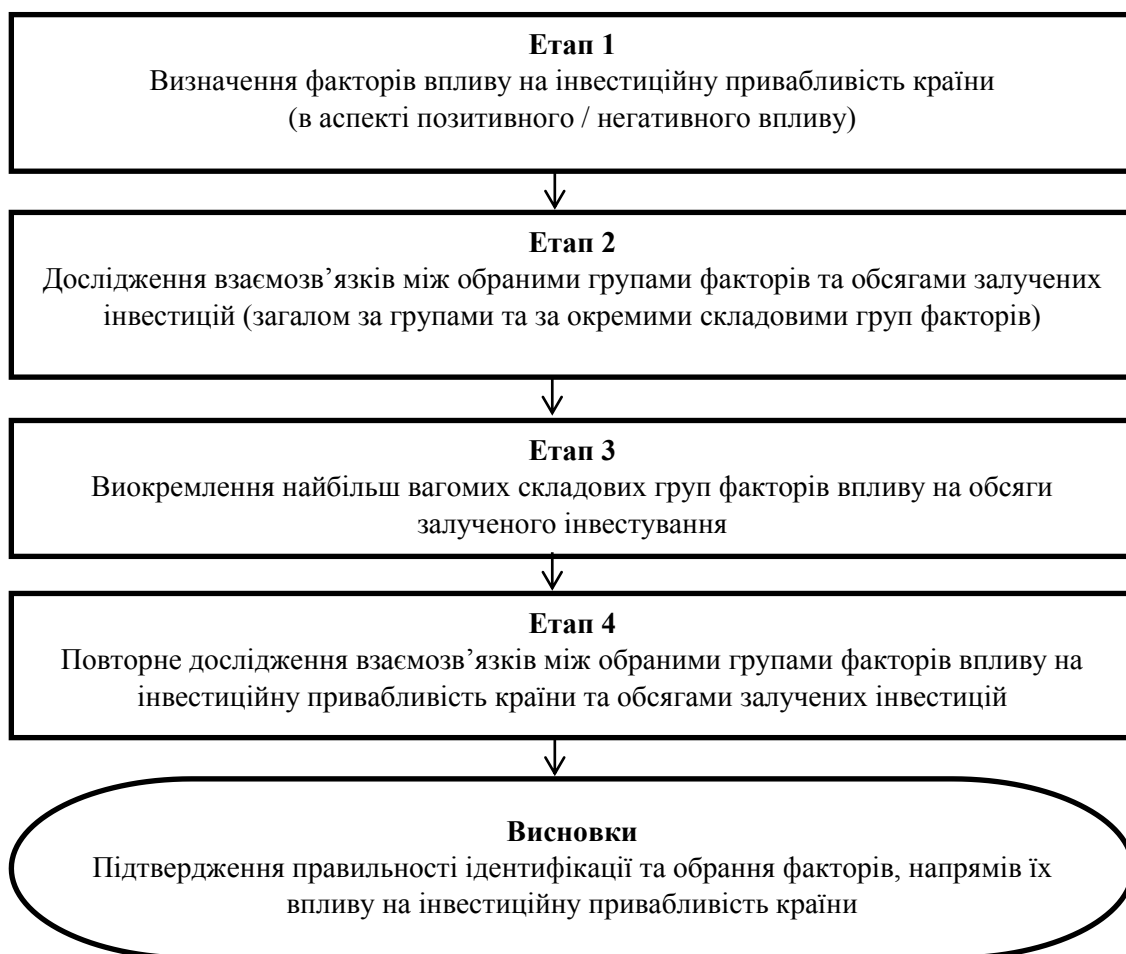 Етап 1
Визначення факторів впливу на інвестиційну привабливість країни
(в аспекті позитивного / негативного впливу)
Етап 2
Дослідження взаємозв’язків між обраними групами факторів та обсягами залучених
інвестицій (загалом за групами та за окремими складовими груп факторів)
Етап 3
Виокремлення найбільш вагомих складових груп факторів впливу на обсяги
залученого інвестування
Етап 4
Повторне дослідження взаємозв’язків між обраними групами факторів впливу на
інвестиційну привабливість країни та обсягами залучених інвестицій
Висновки
Підтвердження правильності ідентифікації та обрання факторів, напрямів їх
впливу на інвестиційну привабливість країни